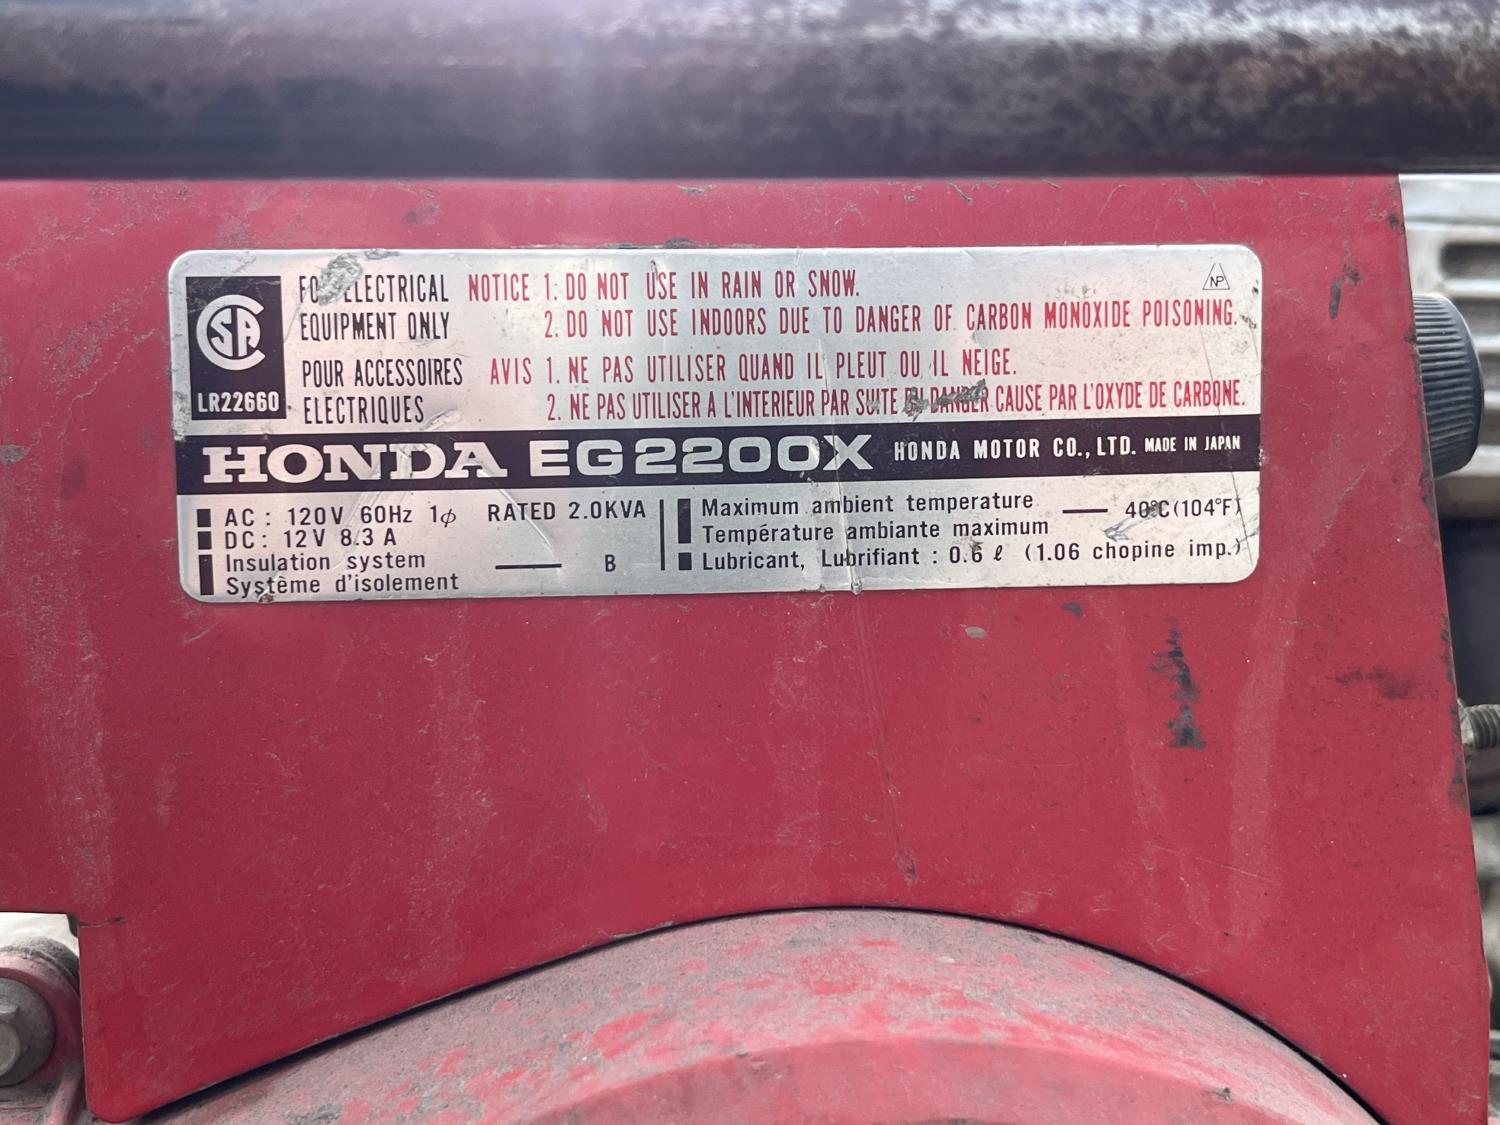 CSA
LR22660
FOR ELECTRICAL
EQUIPMENT ONLY
NOTICE 1. DO NOT USE IN RAIN OR SNOW.
2. DO NOT USE INDOORS DUE TO DANGER OF CARBON MONOXIDE POISONING.
NP
POUR ACCESSOIRES
ELECTRIQUES
AVIS 1. NE PAS UTILISER QUAND IL PLEUT OU IL NEIGE.
2. NE PAS UTILISER A L'INTERIEUR PAR SUITE DU DANGER CAUSE PAR L'OXYDE DE CARBONE.
HONDA EG2200X HONDA MOTOR CO., LTD. MADE IN JAPAN
AC : 120V 60Hz 1φ RATED 2.0KVA
DC : 12V 8.3 A
Insulation system
Système d'isolement — B
Maximum ambient temperature
Température ambiante maximum — 40°C (104°F)
Lubricant, Lubrifiant : 0.6 ℓ (1.06 chopine imp.)